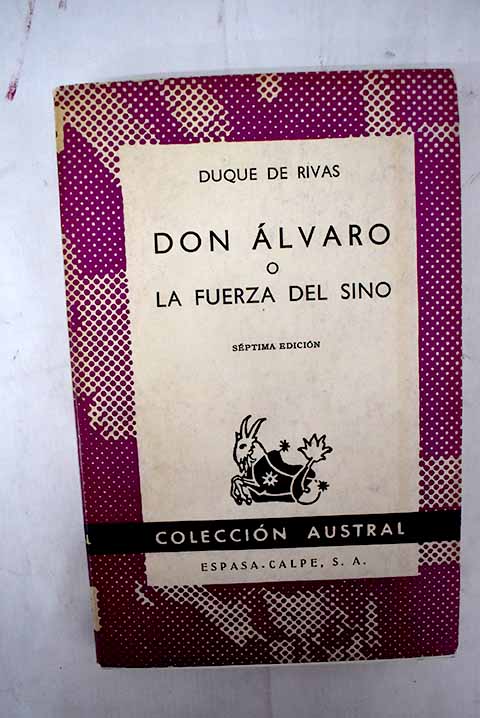 DUQUE DE RIVAS
DON ÁLVARO
O
LA FUERZA DEL SINO
SÉPTIMA EDICIÓN
COLECCIÓN AUSTRAL
ESPASA-CALPE, S. A.